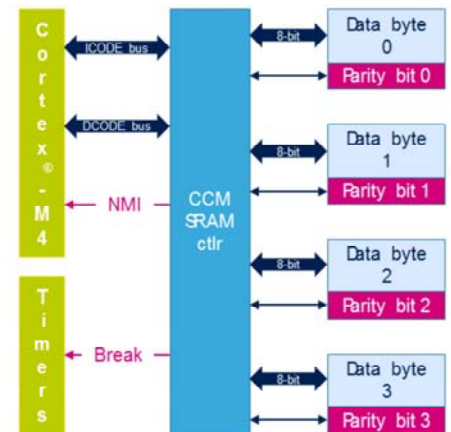 Cortex®-M4
ICODE bus
DCODE bus
NMI
Timers
Break
CCM
SRAM
ctlr
8-bit
Data byte
0
Parity bit 0
8-bit
Data byte
1
Parity bit 1
8-bit
Data byte
2
Parity bit 2
8-bit
Data byte
3
Parity bit 3